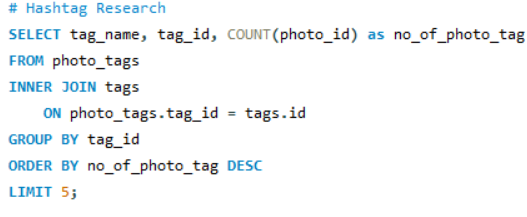 # Hashtag Research
SELECT tag_name, tag_id, COUNT(photo_id) as no_of_photo_tag
FROM photo_tags
INNER JOIN tags
    ON photo_tags.tag_id = tags.id
GROUP BY tag_id
ORDER BY no_of_photo_tag DESC
LIMIT 5;